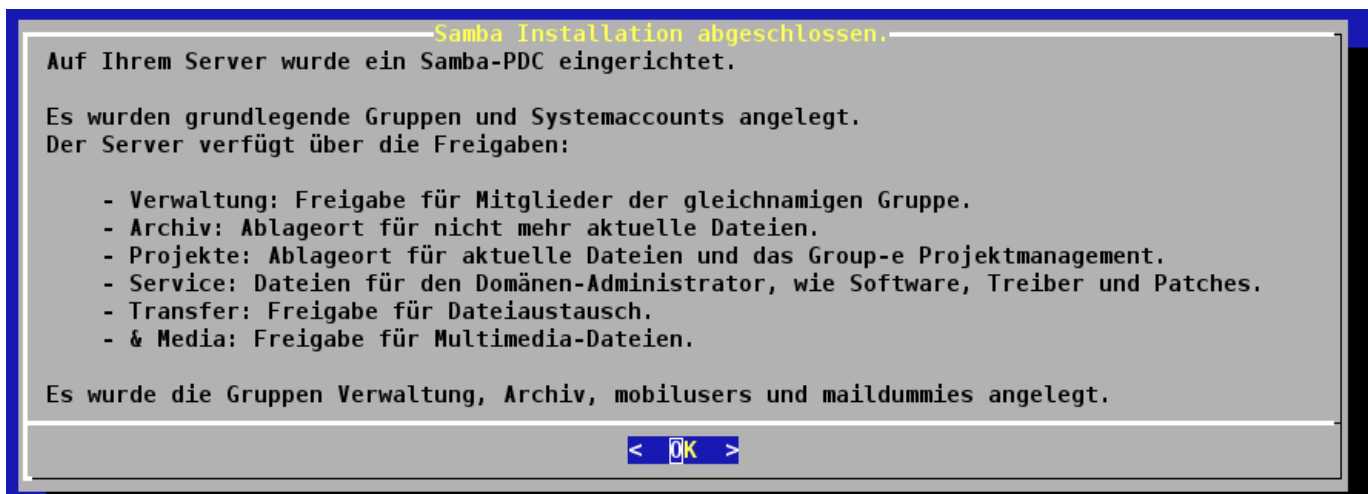 Samba Installation abgeschlossen.
Auf Ihrem Server wurde ein Samba-PDC eingerichtet.
Es wurden grundlegende Gruppen und Systemaccounts angelegt.
Der Server verfügt über die Freigaben:
- Verwaltung: Freigabe für Mitglieder der gleichnamigen Gruppe.
- Archiv: Ablageort für nicht mehr aktuelle Dateien.
- Projekte: Ablageort für aktuelle Dateien und das Group-e Projektmanagement.
- Service: Dateien für den Domänen-Administrator, wie Software, Treiber und Patches.
- Transfer: Freigabe für Dateiaustausch.
- & Media: Freigabe für Multimedia-Dateien.
Es wurde die Gruppen Verwaltung, Archiv, mobilusers und maildummies angelegt.
< OK >